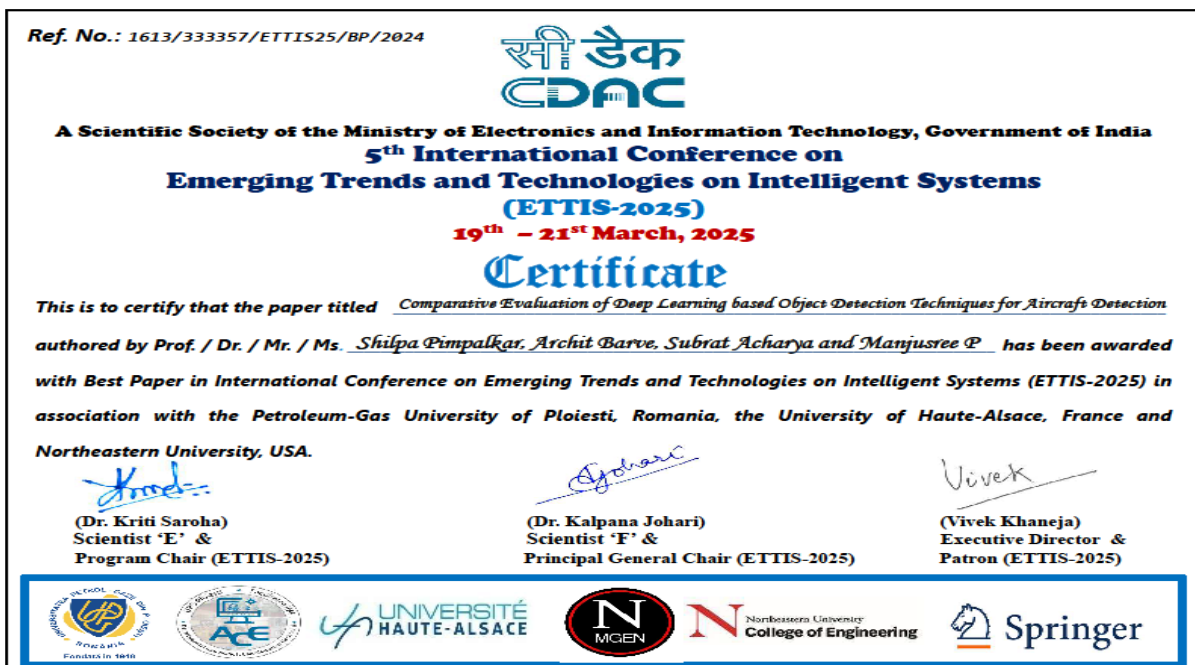 Ref. No.: 1613/333357/ETTIS25/BP/2024
सी डैक
CDAC
A Scientific Society of the Ministry of Electronics and Information Technology, Government of India
5th International Conference on
Emerging Trends and Technologies on Intelligent Systems
(ETTIS-2025)
19th – 21st March, 2025
Certificate
This is to certify that the paper titled Comparative Evaluation of Deep Learning based Object Detection Techniques for Aircraft Detection
authored by Prof. / Dr. / Mr. / Ms. Shilpa Pimpalkar, Archit Barve, Subrat Acharya and Manjusree P has been awarded
with Best Paper in International Conference on Emerging Trends and Technologies on Intelligent Systems (ETTIS-2025) in
association with the Petroleum-Gas University of Ploiesti, Romania, the University of Haute-Alsace, France and
Northeastern University, USA.
Vivek
(Dr. Kriti Saroha)
Scientist 'E' &
Program Chair (ETTIS-2025)
(Dr. Kalpana Johari)
Scientist 'F' &
Principal General Chair (ETTIS-2025)
(Vivek Khaneja)
Executive Director &
Patron (ETTIS-2025)
ROMANIA
ACE
UNIVERSITÉ
HAUTE-ALSACE
N
MGEN
N
Northeastern University
College of Engineering
Springer